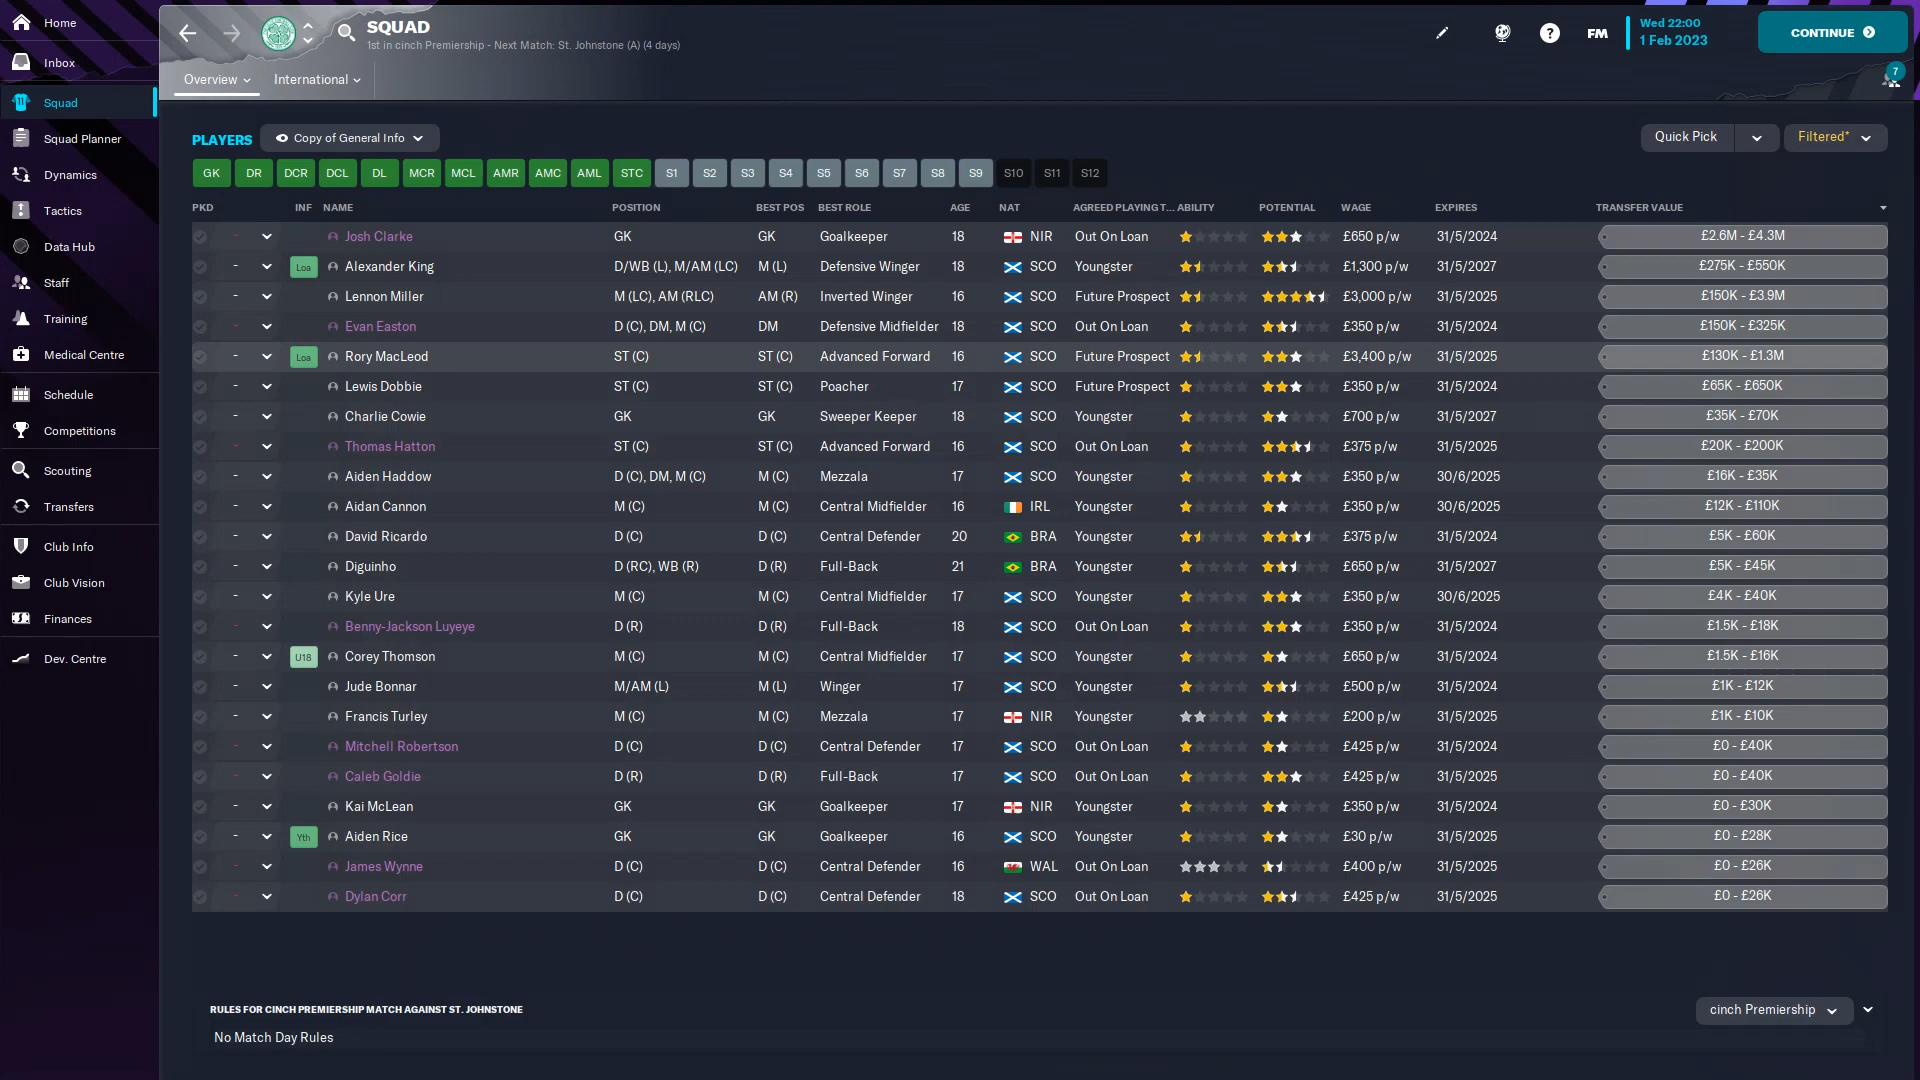 Home
SQUAD
1st in cinch Premiership - Next Match: St. Johnstone (A) (4 days)
FM
Wed 22:00
1 Feb 2023
CONTINUE
Inbox
Overview
International
7
Squad
Squad Planner
Dynamics
Tactics
Data Hub
Staff
Training
Medical Centre
Schedule
Competitions
Scouting
Transfers
Club Info
Club Vision
Finances
Dev. Centre
PLAYERS
Copy of General Info
Quick Pick
Filtered*
GK DR DCR DCL DL MCR MCL AMR AMC AML STC S1 S2 S3 S4 S5 S6 S7 S8 S9 S10 S11 S12
PKD INF NAME POSITION BEST POS BEST ROLE AGE NAT AGREED PLAYING T... ABILITY POTENTIAL WAGE EXPIRES TRANSFER VALUE
- Josh Clarke GK GK Goalkeeper 18 NIR Out On Loan £650 p/w 31/5/2024 £2.6M - £4.3M
- Loa Alexander King D/WB (L), M/AM (LC) M (L) Defensive Winger 18 SCO Youngster £1,300 p/w 31/5/2027 £275K - £550K
- Lennon Miller M (LC), AM (RLC) AM (R) Inverted Winger 16 SCO Future Prospect £3,000 p/w 31/5/2025 £150K - £3.9M
- Evan Easton D (C), DM, M (C) DM Defensive Midfielder 18 SCO Out On Loan £350 p/w 31/5/2024 £150K - £325K
- Loa Rory MacLeod ST (C) ST (C) Advanced Forward 16 SCO Future Prospect £3,400 p/w 31/5/2025 £130K - £1.3M
- Lewis Dobbie ST (C) ST (C) Poacher 17 SCO Future Prospect £350 p/w 31/5/2024 £65K - £650K
- Charlie Cowie GK GK Sweeper Keeper 18 SCO Youngster £700 p/w 31/5/2027 £35K - £70K
- Thomas Hatton ST (C) ST (C) Advanced Forward 16 SCO Out On Loan £375 p/w 31/5/2025 £20K - £200K
- Aiden Haddow D (C), DM, M (C) M (C) Mezzala 17 SCO Youngster £350 p/w 30/6/2025 £16K - £35K
- Aidan Cannon M (C) M (C) Central Midfielder 16 IRL Youngster £350 p/w 30/6/2025 £12K - £110K
- David Ricardo D (C) D (C) Central Defender 20 BRA Youngster £375 p/w 31/5/2024 £5K - £60K
- Diguinho D (RC), WB (R) D (R) Full-Back 21 BRA Youngster £650 p/w 31/5/2027 £5K - £45K
- Kyle Ure M (C) M (C) Central Midfielder 17 SCO Youngster £350 p/w 30/6/2025 £4K - £40K
- Benny-Jackson Luyeye D (R) D (R) Full-Back 18 SCO Out On Loan £350 p/w 31/5/2024 £1.5K - £18K
- U18 Corey Thomson M (C) M (C) Central Midfielder 17 SCO Youngster £650 p/w 31/5/2024 £1.5K - £16K
- Jude Bonnar M/AM (L) M (L) Winger 17 SCO Youngster £500 p/w 31/5/2024 £1K - £12K
- Francis Turley M (C) M (C) Mezzala 17 NIR Youngster £200 p/w 31/5/2025 £1K - £10K
- Mitchell Robertson D (C) D (C) Central Defender 17 SCO Out On Loan £425 p/w 31/5/2024 £0 - £40K
- Caleb Goldie D (R) D (R) Full-Back 17 SCO Out On Loan £425 p/w 31/5/2025 £0 - £40K
- Kai McLean GK GK Goalkeeper 17 NIR Youngster £350 p/w 31/5/2024 £0 - £30K
- Yth Aiden Rice GK GK Goalkeeper 16 SCO Youngster £30 p/w 31/5/2025 £0 - £28K
- James Wynne D (C) D (C) Central Defender 16 WAL Out On Loan £400 p/w 31/5/2025 £0 - £26K
- Dylan Corr D (C) D (C) Central Defender 18 SCO Out On Loan £425 p/w 31/5/2025 £0 - £26K
RULES FOR CINCH PREMIERSHIP MATCH AGAINST ST. JOHNSTONE
cinch Premiership
No Match Day Rules